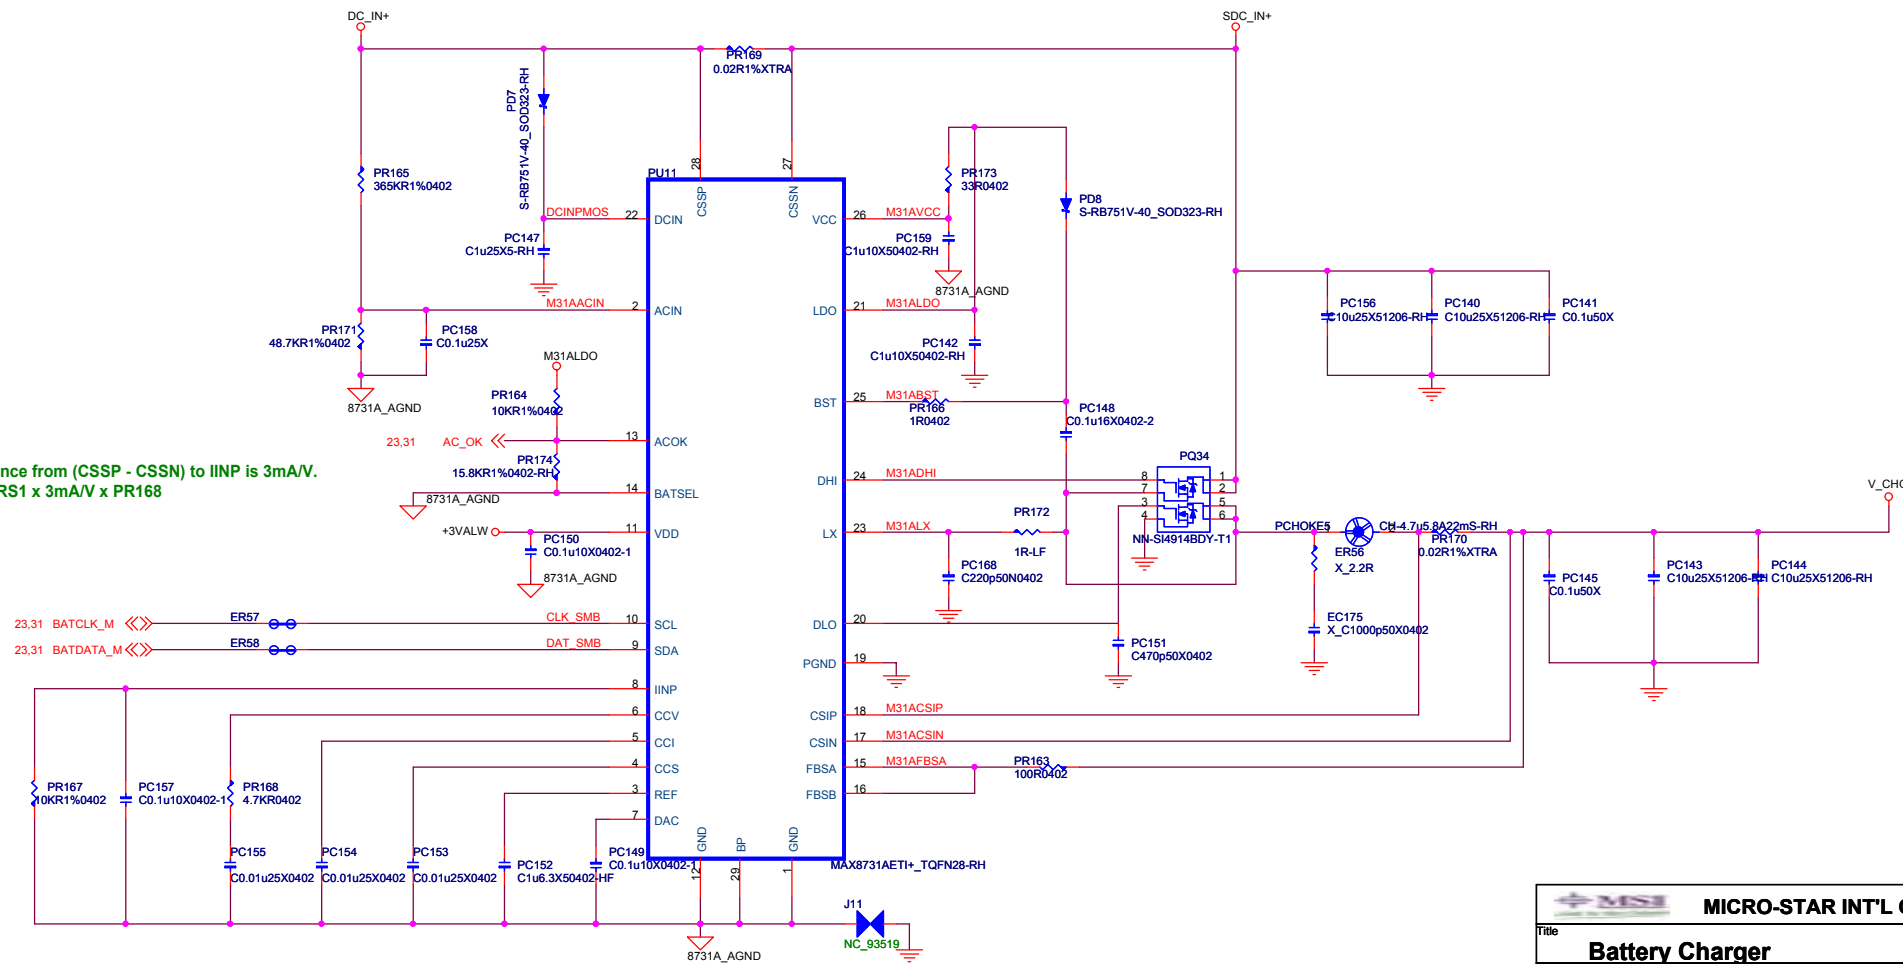 DC_IN+
SDC_IN+
PR169
0.02R1%XTRA
PD7
S-RB751V-40_SOD323-RH
PR165
365KR1%0402
PU11
28
CSSP
27
CSSN
PR173
33R0402
PD8
S-RB751V-40_SOD323-RH
DCINPMOS
22
DCIN
VCC
26
M31AVCC
PC147
C1u25X5-RH
PC159
C1u10X50402-RH
8731A_AGND
M31AACIN
2
ACIN
LDO
21
M31ALDO
PR171
48.7KR1%0402
PC158
C0.1u25X
PC142
C1u10X50402-RH
PC156
C10u25X51206-RH
PC140
C10u25X51206-RH
PC141
C0.1u50X
8731A_AGND
M31ALDO
PR164
10KR1%0402
BST
25
M31ABST
PR166
1R0402
PC148
C0.1u16X0402-2
23,31
AC_OK
13
ACOK
PR174
15.8KR1%0402-RH
nce from (CSSP - CSSN) to IINP is 3mA/V.
RS1 x 3mA/V x PR168
DHI
24
M31ADHI
PQ34
8
7
3
4
1
2
5
6
NN-SI4914BDY-T1
V_CHG
8731A_AGND
14
BATSEL
+3VALW
11
VDD
PC150
C0.1u10X0402-1
8731A_AGND
LX
23
M31ALX
PR172
1R-LF
PC168
C220p50N0402
PCHOKE5
1
2
CH-4.7u5.8A22mS-RH
PR170
0.02R1%XTRA
ER56
X_2.2R
PC145
C0.1u50X
PC143
C10u25X51206-RH
PC144
C10u25X51206-RH
23,31
BATCLK_M
ER57
CLK_SMB
10
SCL
DLO
20
EC175
X_C1000p50X0402
23,31
BATDATA_M
ER58
DAT_SMB
9
SDA
PC151
C470p50X0402
PGND
19
8
IINP
6
CCV
CSIP
18
M31ACSIP
5
CCI
CSIN
17
M31ACSIN
4
CCS
FBSA
15
M31AFBSA
PR163
100R0402
3
REF
FBSB
16
7
DAC
PR167
10KR1%0402
PC157
C0.1u10X0402-1
PR168
4.7KR0402
PC155
C0.01u25X0402
PC154
C0.01u25X0402
PC153
C0.01u25X0402
PC152
C1u6.3X50402-HF
PC149
C0.1u10X0402-1
GND
12
BP
29
GND
1
MAX8731AETI+_TQFN28-RH
J11
NC_93519
8731A_AGND
MSI
MICRO-STAR INT'L
Title
Battery Charger